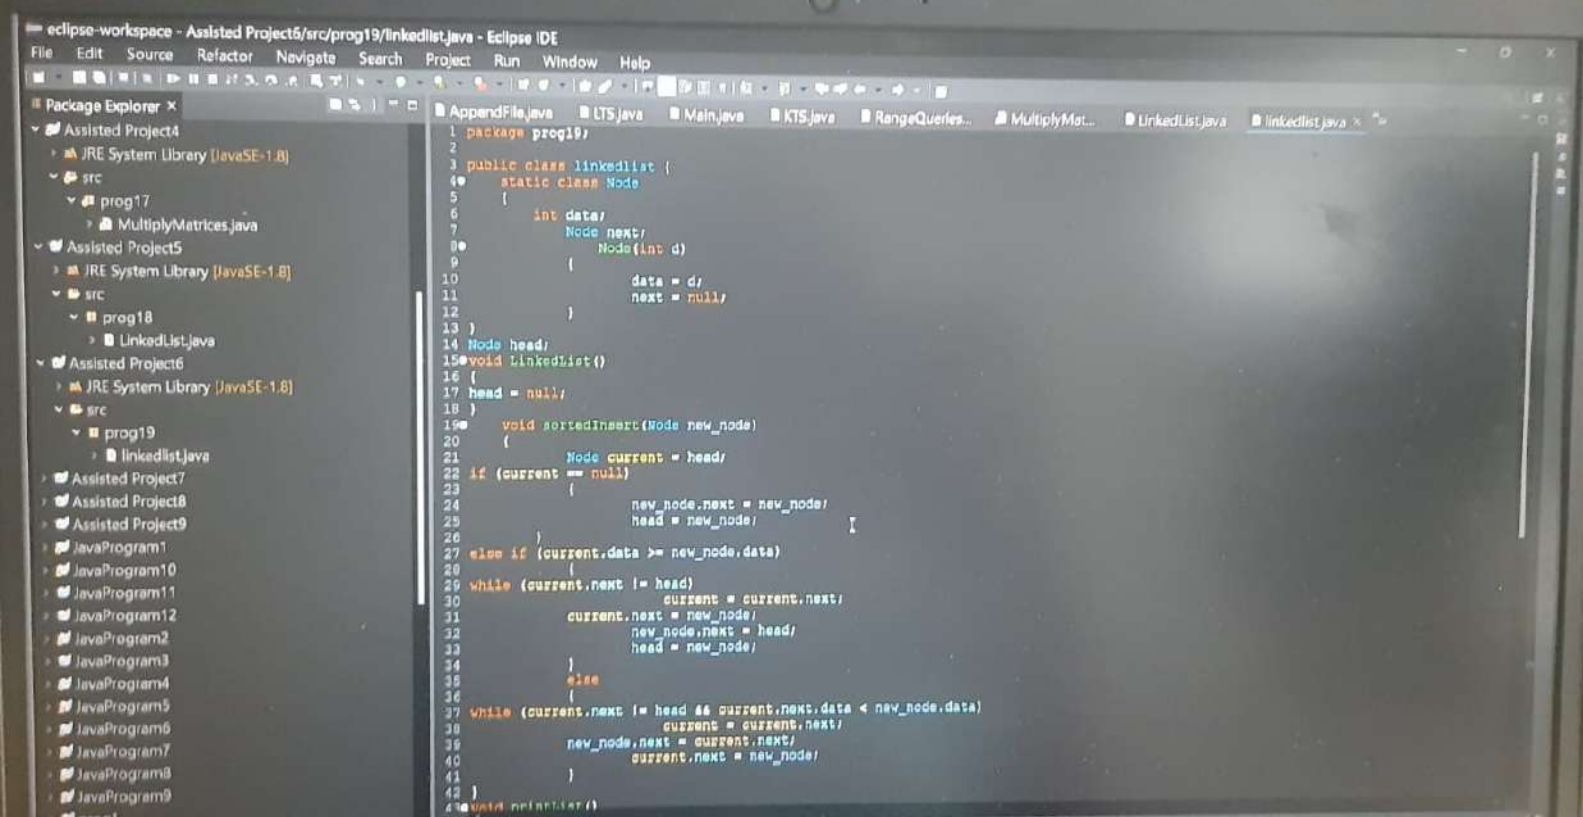 eclipse-workspace - Assisted Project6/src/prog19/linkedlist.java - Eclipse IDE
File Edit Source Refactor Navigate Search Project Run Window Help
Package Explorer ×
Assisted Project4
JRE System Library [JavaSE-1.8]
src
prog17
MultiplyMatrices.java
Assisted Project5
JRE System Library [JavaSE-1.8]
src
prog18
LinkedList.java
Assisted Project6
JRE System Library [JavaSE-1.8]
src
prog19
linkedlist.java
Assisted Project7
Assisted Project8
Assisted Project9
JavaProgram1
JavaProgram10
JavaProgram11
JavaProgram12
JavaProgram2
JavaProgram3
JavaProgram4
JavaProgram5
JavaProgram6
JavaProgram7
JavaProgram8
JavaProgram9
AppendFile.java LTS.java Main.java KTS.java RangeQueries... MultiplyMat... LinkedList.java linkedlist.java ×
1 package prog19;
2
3 public class linkedlist {
4 static class Node
5 {
6 int data;
7 Node next;
8 Node(int d)
9 {
10 data = d;
11 next = null;
12 }
13 }
14 Node head;
15 void LinkedList()
16 {
17 head = null;
18 }
19 void sortedInsert(Node new_node)
20 {
21 Node current = head;
22 if (current == null)
23 {
24 new_node.next = new_node;
25 head = new_node;
26 }
27 else if (current.data >= new_node.data)
28 {
29 while (current.next != head)
30 current = current.next;
31 current.next = new_node;
32 new_node.next = head;
33 head = new_node;
34 }
35 else
36 {
37 while (current.next != head && current.next.data < new_node.data)
38 current = current.next;
39 new_node.next = current.next;
40 current.next = new_node;
41 }
42 }
43 void printList()